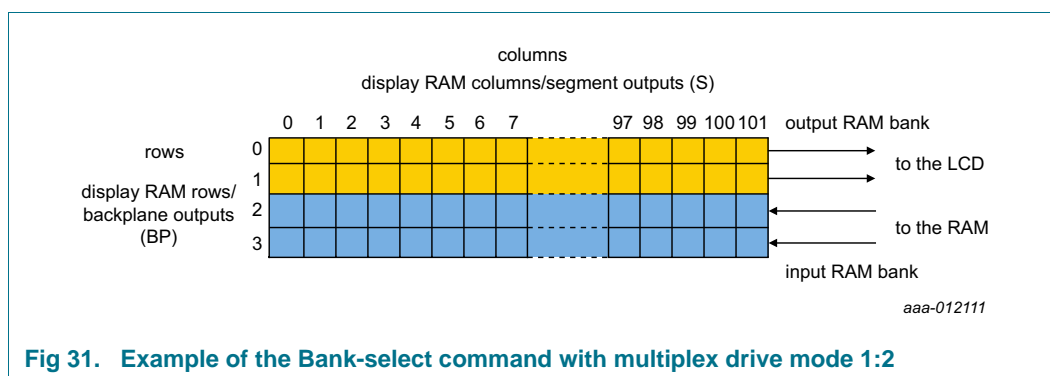 columns
display RAM columns/segment outputs (S)
0 1 2 3 4 5 6 7 97 98 99 100 101 output RAM bank
rows 0
to the LCD
display RAM rows/ 1
backplane outputs 2
(BP)
to the RAM
3
input RAM bank
aaa-012111
Fig 31. Example of the Bank-select command with multiplex drive mode 1:2